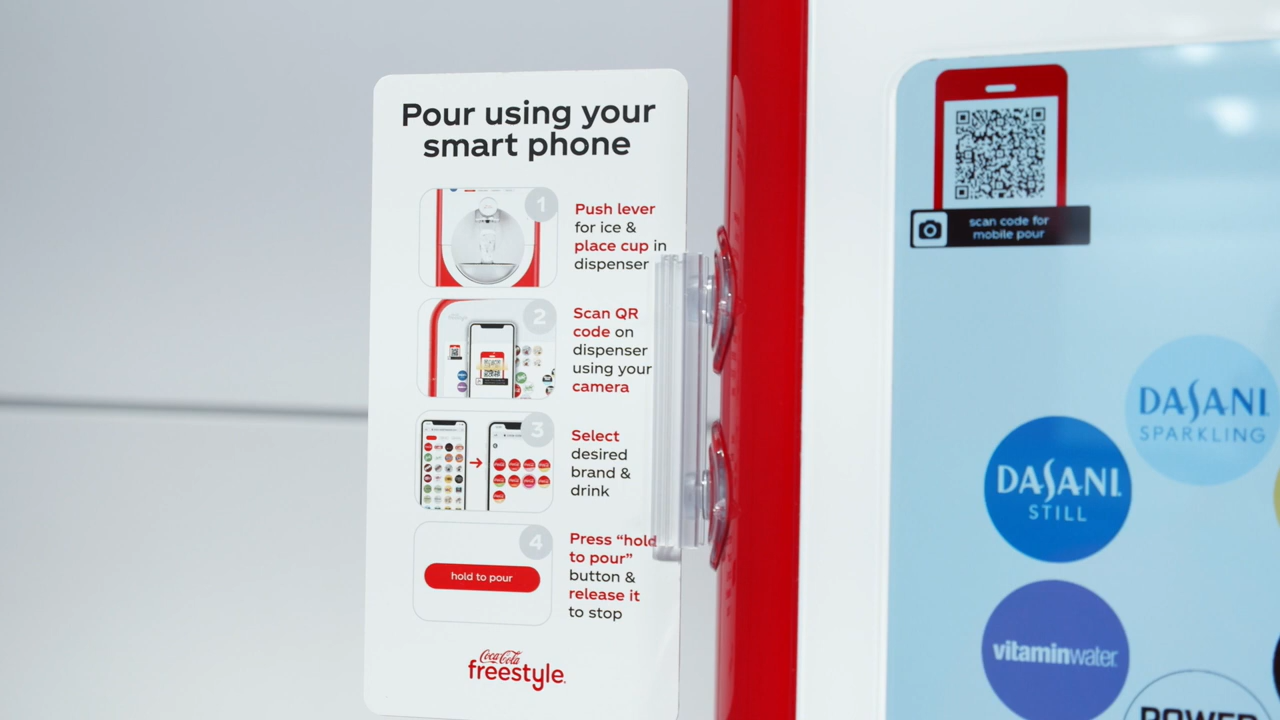 Pour using your
smart phone
1
Push lever
for ice &
place cup in
dispenser
2
Scan QR
code on
dispenser
using your
camera
3
Select
desired
brand &
drink
4
hold to pour
Press “hold
to pour”
button &
release it
to stop
Coca-Cola
freestyle
scan code for
mobile pour
DASANI
SPARKLING
DASANI
STILL
vitaminwater